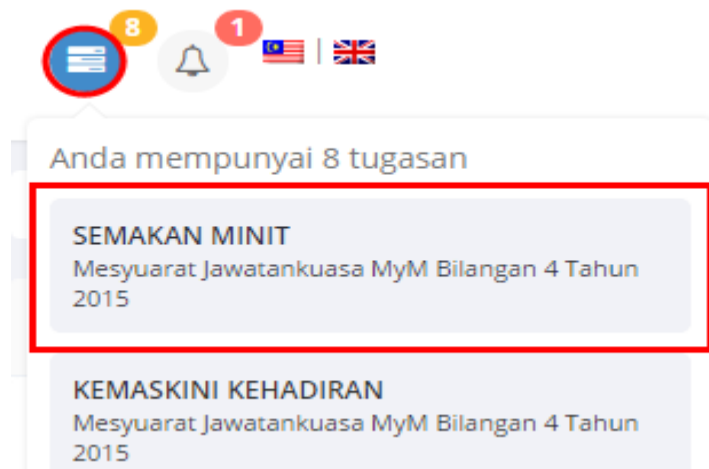 8
1
|
Anda mempunyai 8 tugasan
SEMAKAN MINIT
Mesyuarat Jawatankuasa MyM Bilangan 4 Tahun
2015
KEMASKINI KEHADIRAN
Mesyuarat Jawatankuasa MyM Bilangan 4 Tahun
2015